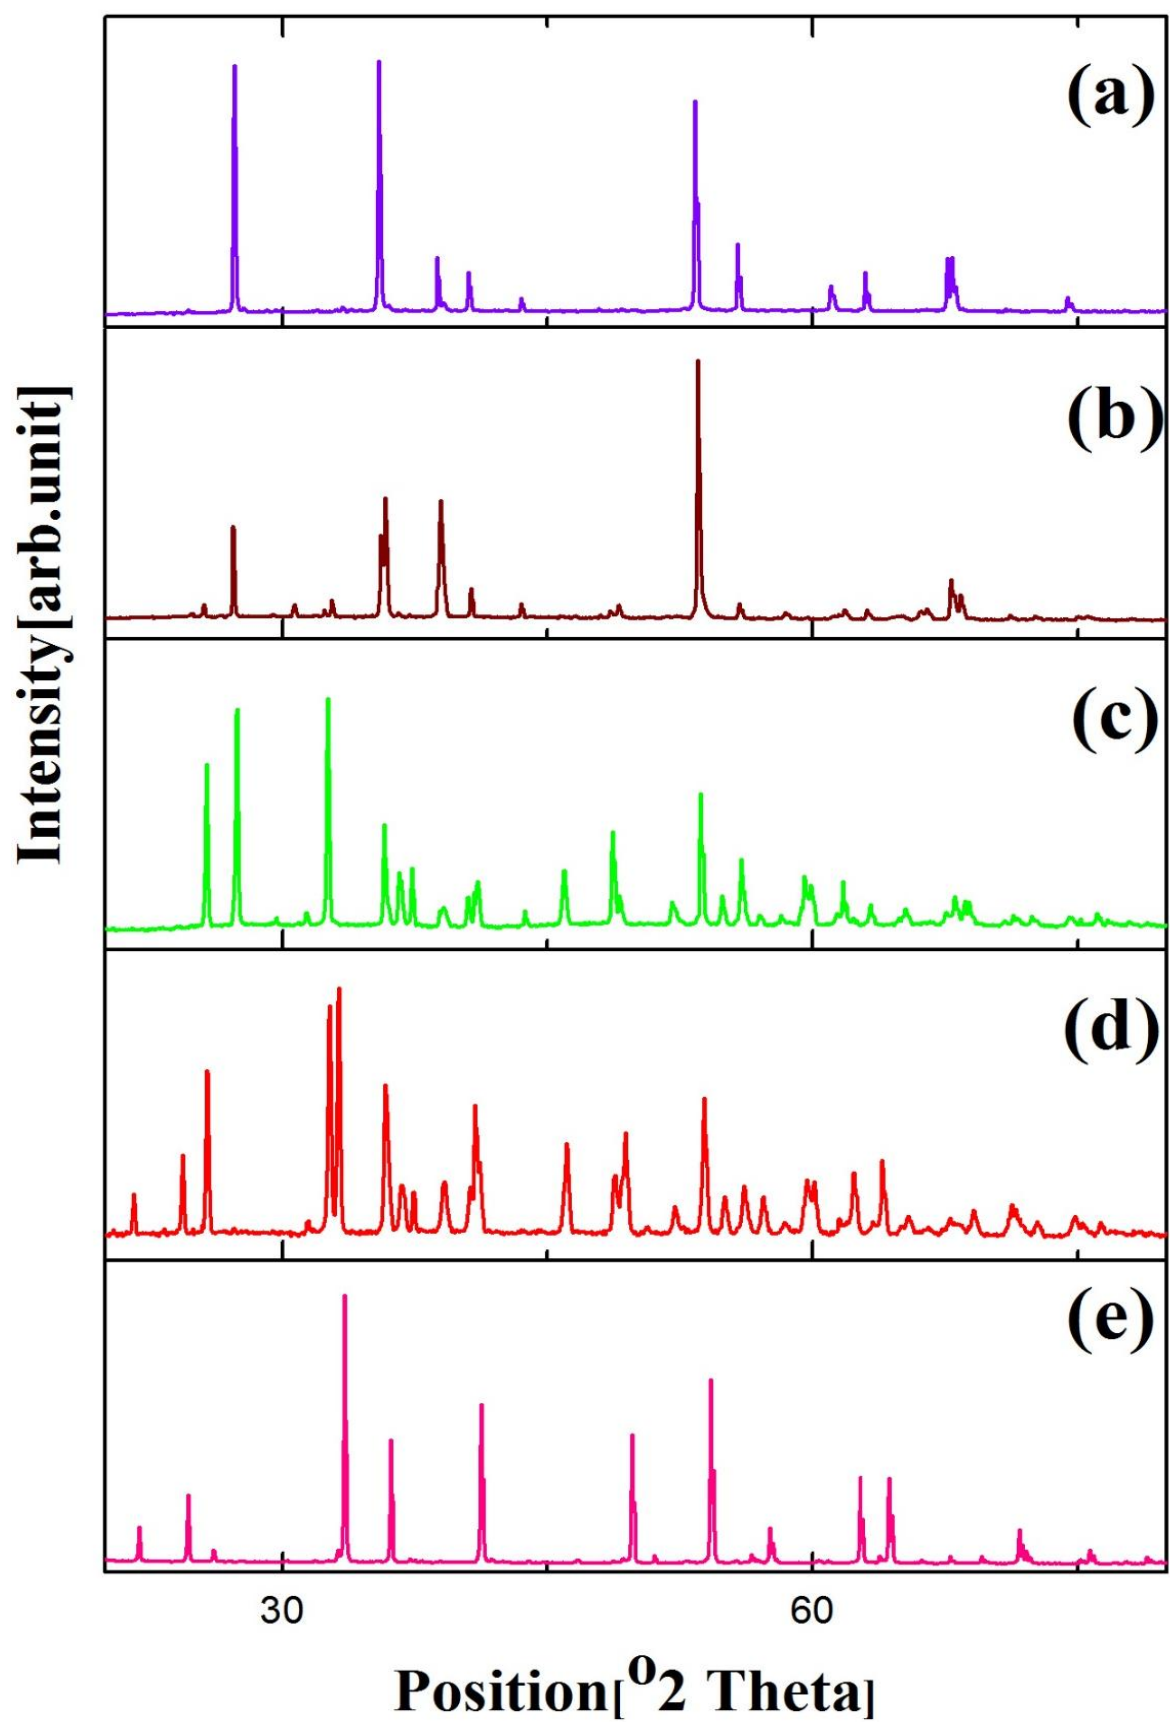 (a)
(b)
(c)
(d)
(e)
Intensity[arb.unit]
30 60
Position[º2 Theta]